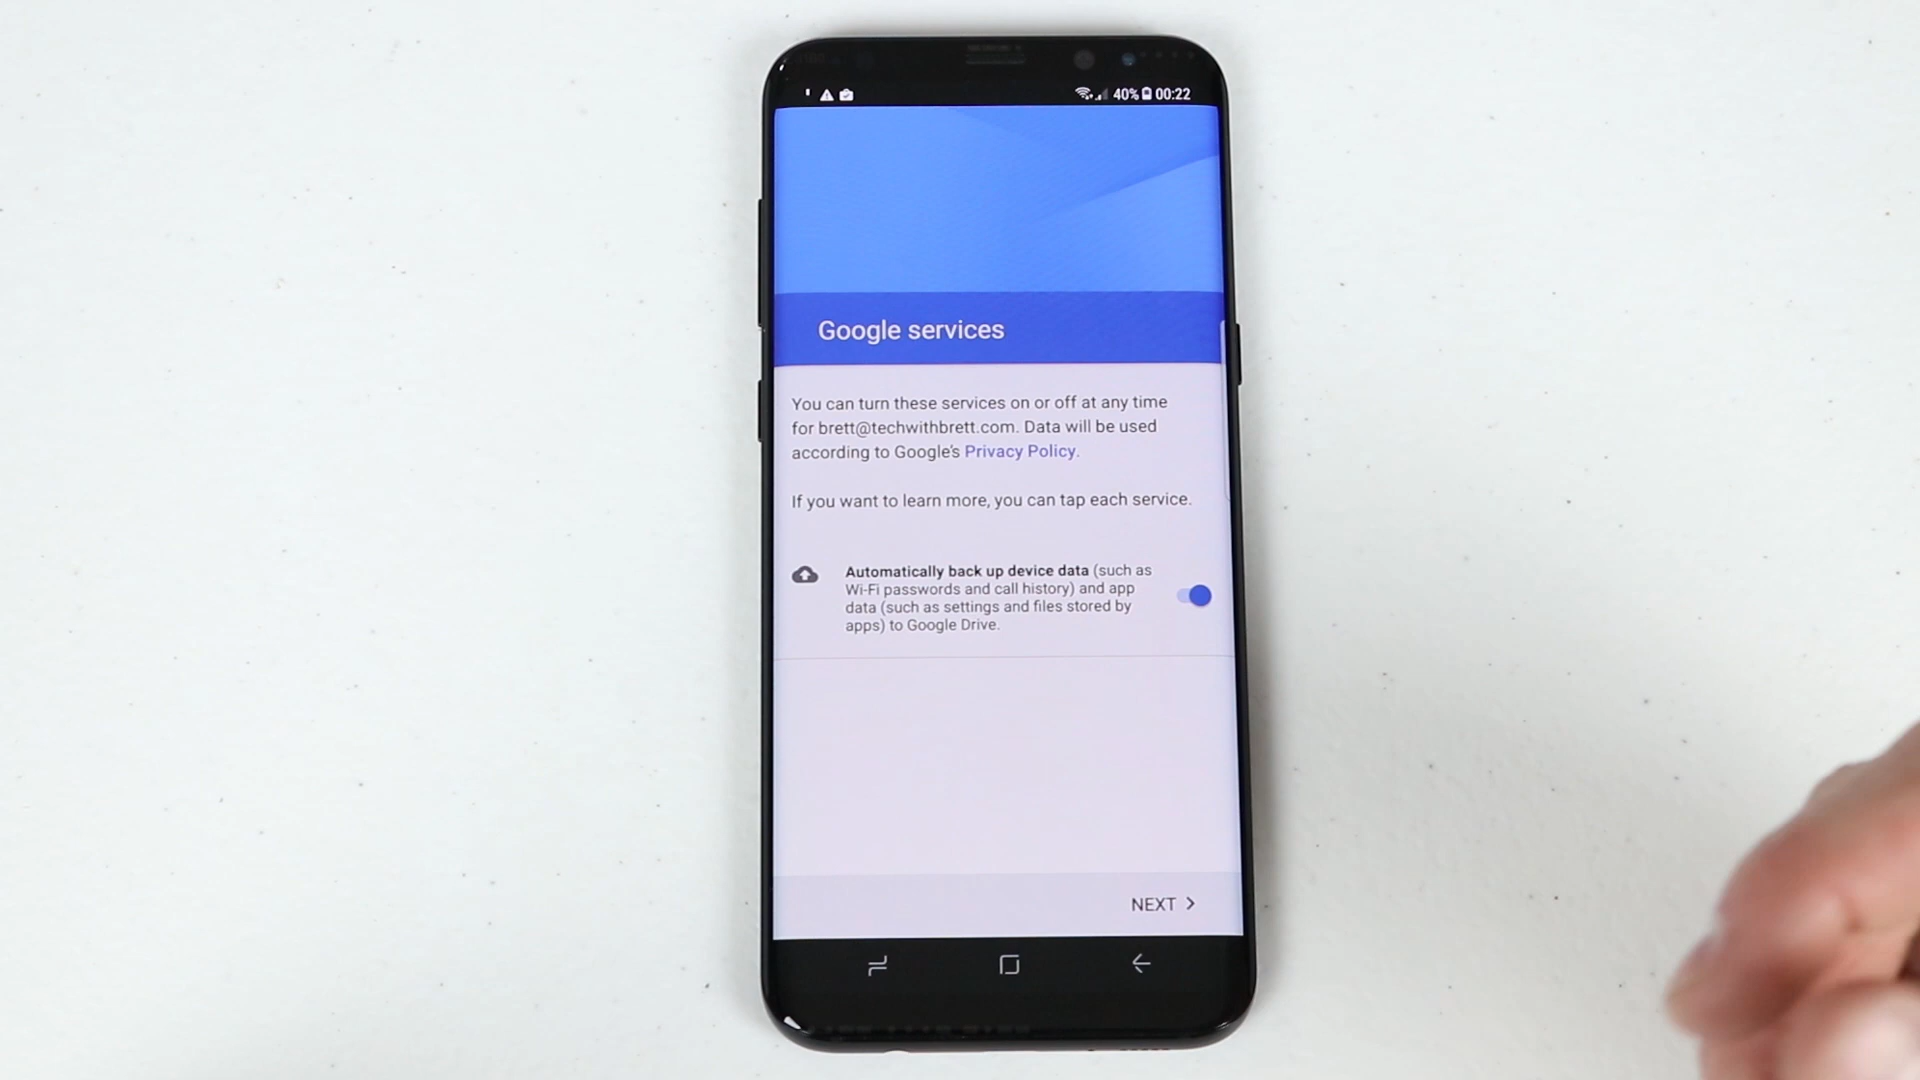 40% 00:22
Google services
You can turn these services on or off at any time
for brett@techwithbrett.com. Data will be used
according to Google's Privacy Policy.
If you want to learn more, you can tap each service.
Automatically back up device data (such as
Wi-Fi passwords and call history) and app
data (such as settings and files stored by
apps) to Google Drive.
NEXT